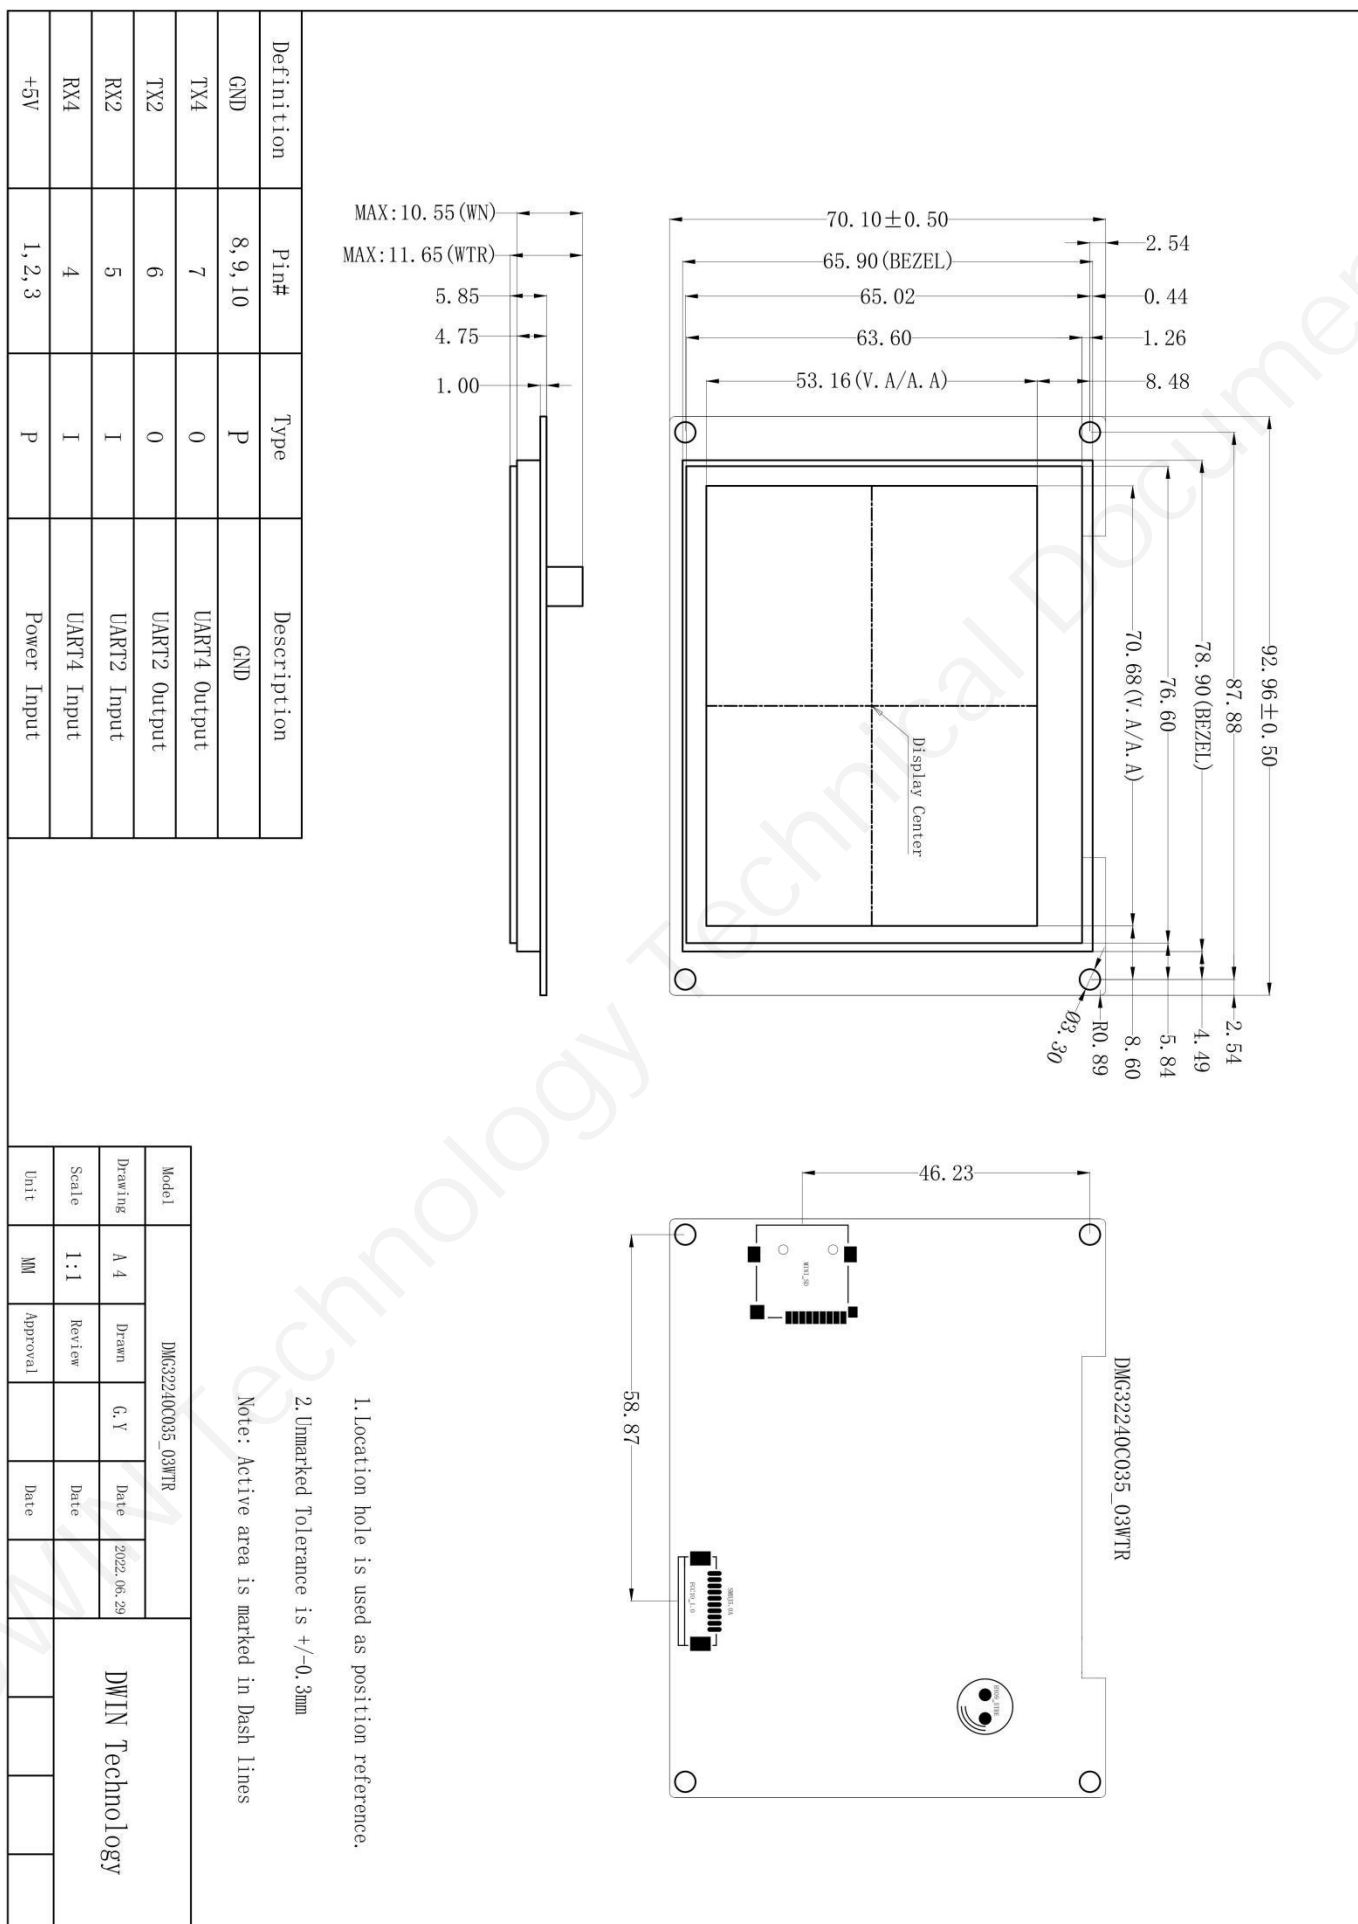 MAX:10.55(WN)
MAX:11.65(WTR)
5.85
4.75
1.00
70.10±0.50
65.90(BEZEL)
65.02
63.60
53.16(V.A/A.A)
2.54
0.44
1.26
8.48
92.96±0.50
87.88
78.90(BEZEL)
76.60
70.68(V.A/A.A)
Display Center
2.54
4.49
5.84
8.60
R0.89
Ø3.30
46.23
58.87
MINI_SD
DMG32240C035_03WTR
1.Location hole is used as position reference.
2.Unmarked Tolerance is +/-0.3mm
Note: Active area is marked in Dash lines
Definition Pin# Type Description
GND 8,9,10 P GND
TX4 7 O UART4 Output
TX2 6 O UART2 Output
RX2 5 I UART2 Input
RX4 4 I UART4 Input
+5V 1,2,3 P Power Input
Model DMG32240C035_03WTR
Drawing A 4 Drawn G.Y Date 2022.06.29
Scale 1:1 Review Date
Unit MM Approval Date
DWIN Technology
DWIN Technology Technical Document